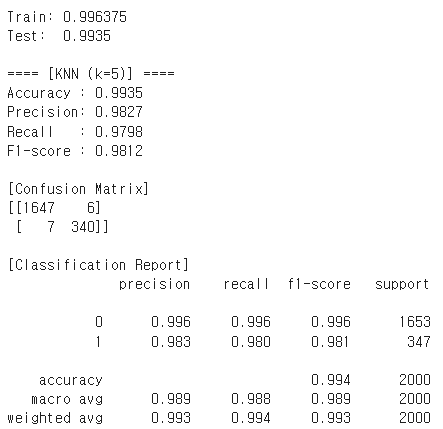 Train: 0.996375
Test:  0.9935
==== [KNN (k=5)] ====
Accuracy : 0.9935
Precision: 0.9827
Recall   : 0.9798
F1-score : 0.9812
[Confusion Matrix]
[[1647    6]
 [   7  340]]
[Classification Report]
              precision    recall  f1-score   support
           0      0.996     0.996     0.996      1653
           1      0.983     0.980     0.981       347
    accuracy                          0.994      2000
   macro avg      0.989     0.988     0.989      2000
weighted avg      0.993     0.994     0.993      2000